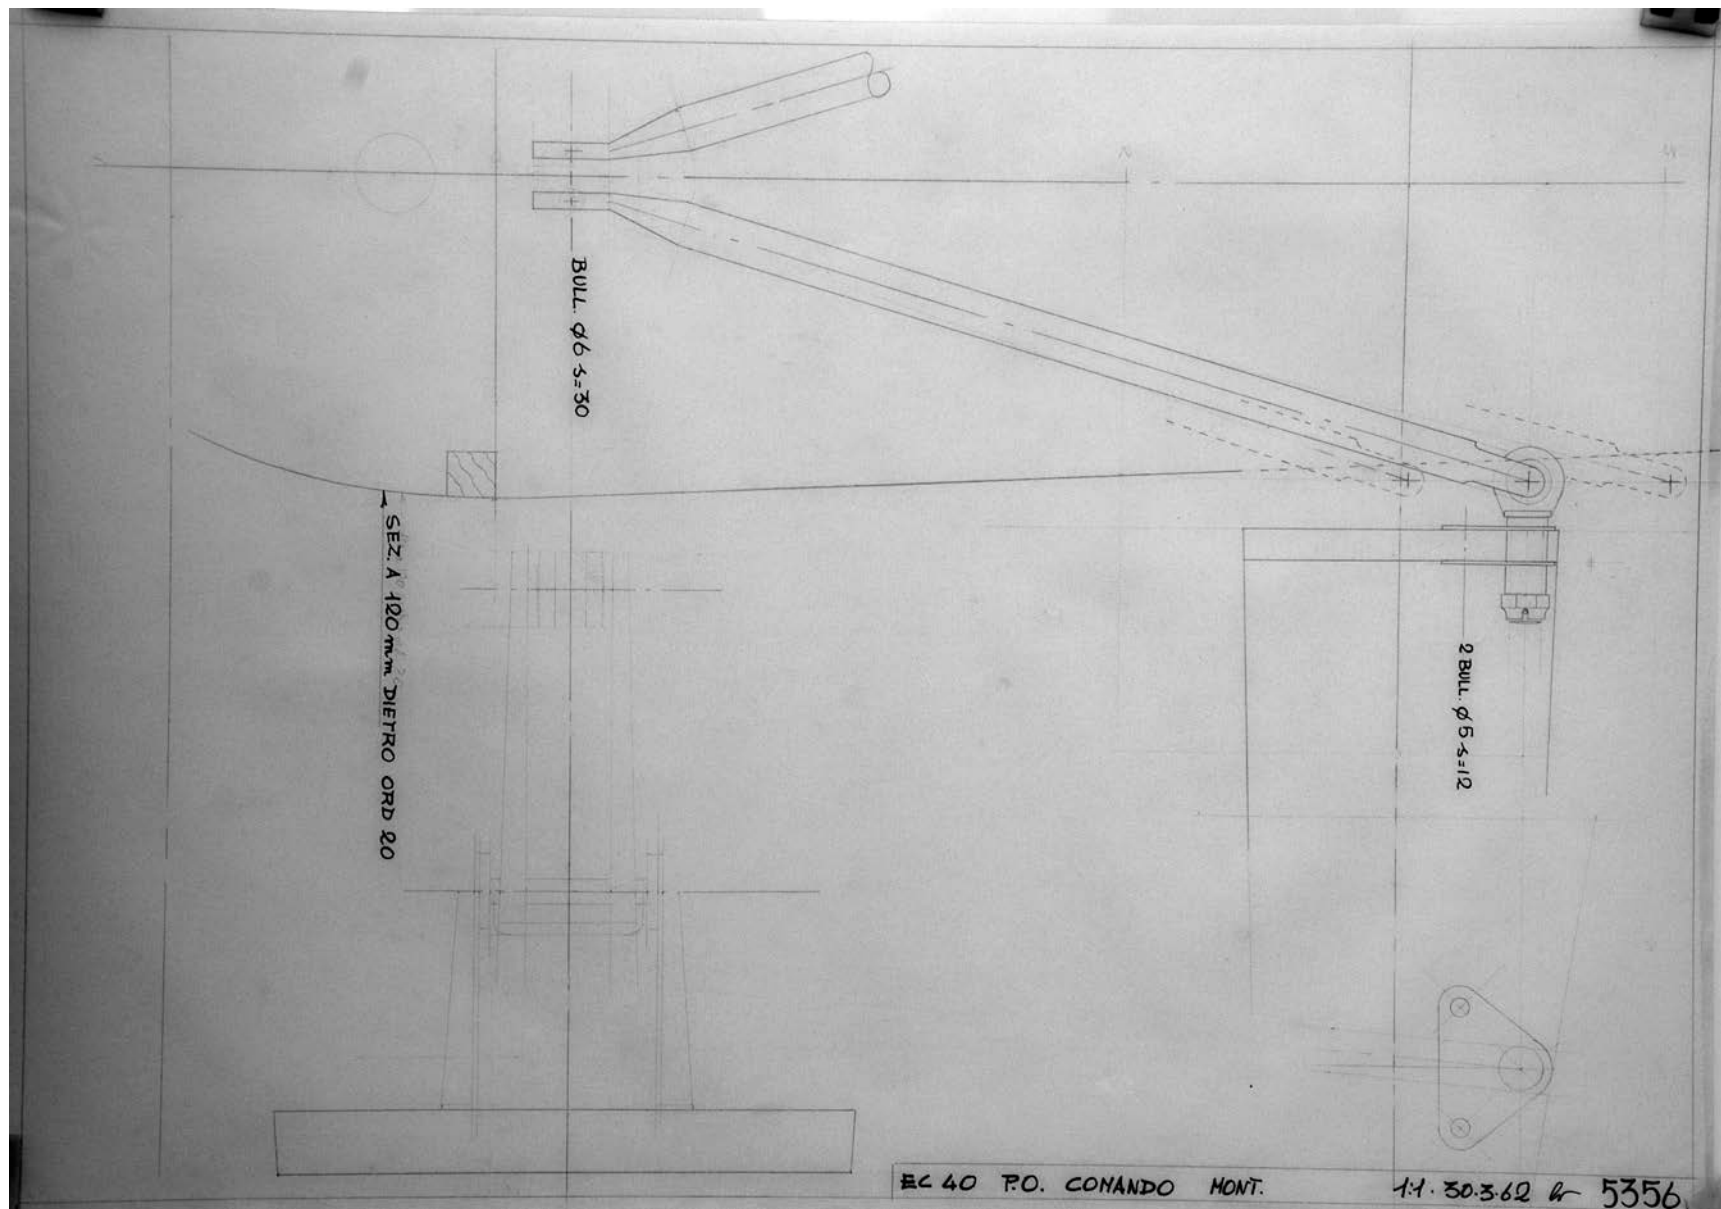 BULL. Ø6 s=30
SEZ. A 120 mm DIETRO ORD 20
2 BULL. Ø5 s=12
EC 40 P.O. COMANDO MONT. 1:1. 30.3.62 5356